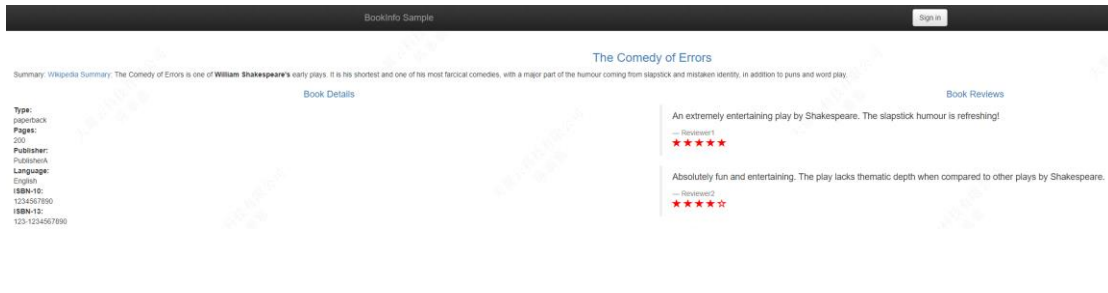 BookInfo Sample
Sign in
The Comedy of Errors
Summary: Wikipedia Summary: The Comedy of Errors is one of William Shakespeare's early plays. It is his shortest and one of his most farcical comedies, with a major part of the humour coming from slapstick and mistaken identity, in addition to puns and word play.
Book Details
Type:
paperback
Pages:
200
Publisher:
PublisherA
Language:
English
ISBN-10:
1234567890
ISBN-13:
123-1234567890
Book Reviews
An extremely entertaining play by Shakespeare. The slapstick humour is refreshing!
— Reviewer1
★★★★★
Absolutely fun and entertaining. The play lacks thematic depth when compared to other plays by Shakespeare.
— Reviewer2
★★★★☆